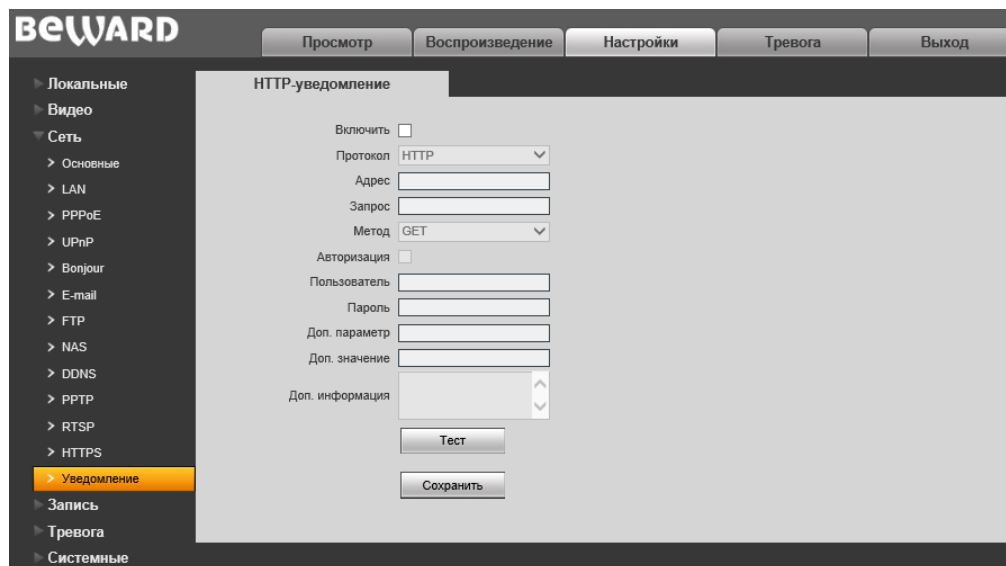 BEWARD
Просмотр
Воспроизведение
Настройки
Тревога
Выход
Локальные
Видео
Сеть
Основные
LAN
PPPoE
UPnP
Bonjour
E-mail
FTP
NAS
DDNS
PPTP
RTSP
HTTPS
Уведомление
Запись
Тревога
Системные
HTTP-уведомление
Включить
Протокол HTTP
Адрес
Запрос
Метод GET
Авторизация
Пользователь
Пароль
Доп. параметр
Доп. значение
Доп. информация
Тест
Сохранить